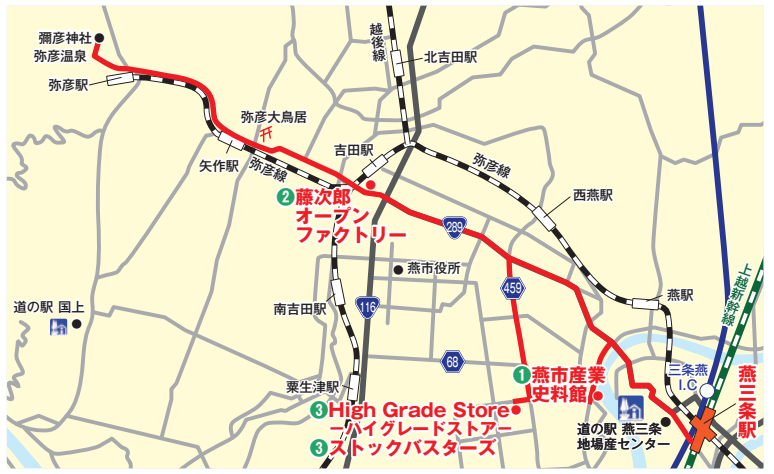 彌彦神社
弥彦温泉
弥彦駅
越後線
北吉田駅
弥彦大鳥居
矢作駅
弥彦線
吉田駅
弥彦線
西燕駅
❷藤次郎
オープン
ファクトリー
289
燕市役所
459
上越新幹線
道の駅 国上
南吉田駅
116
燕駅
68
三条燕
I.C
粟生津駅
❶燕市産業
史料館
燕三条駅
❸High Grade Store
ーハイグレードストアー
❸ストックバスターズ
道の駅 燕三条
地場産センター